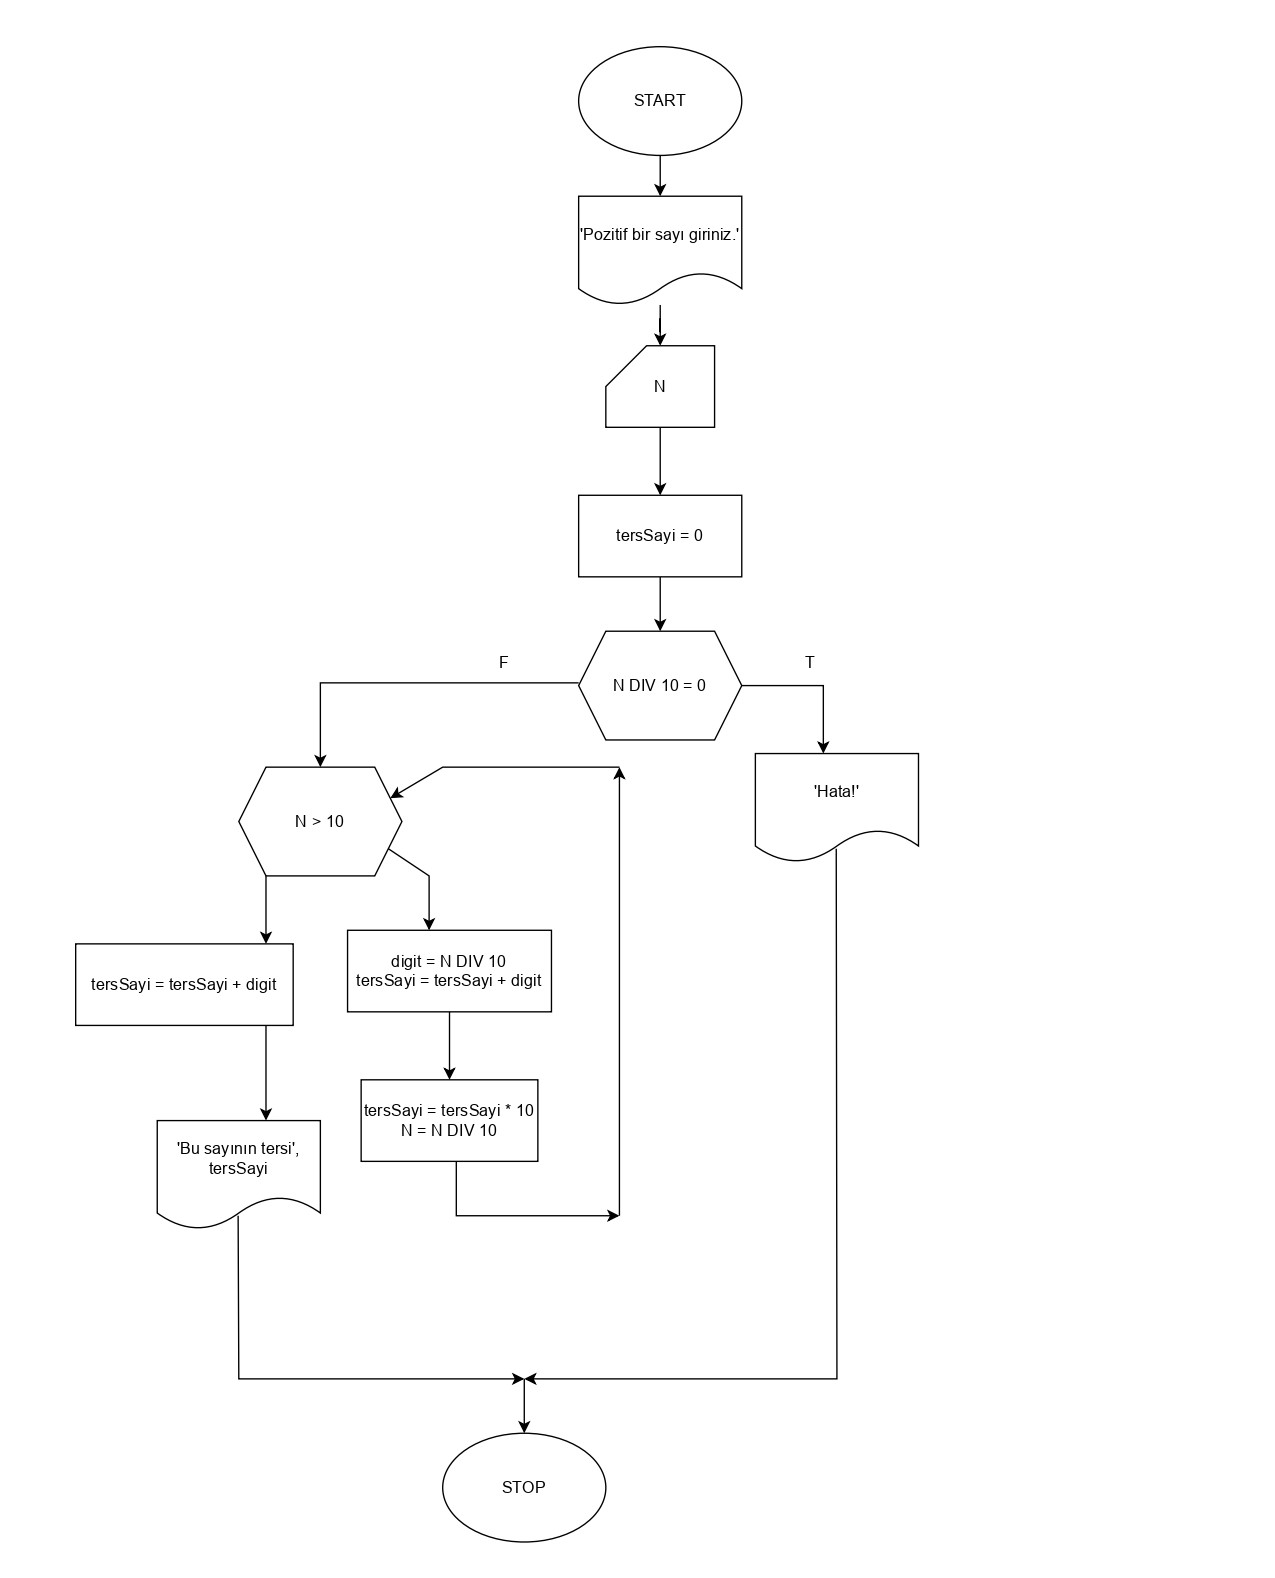 START
'Pozitif bir sayı giriniz.'
N
tersSayi = 0
N DIV 10 = 0
F
T
N > 10
'Hata!'
tersSayi = tersSayi + digit
digit = N DIV 10
tersSayi = tersSayi + digit
tersSayi = tersSayi * 10
N = N DIV 10
'Bu sayının tersi',
tersSayi
STOP